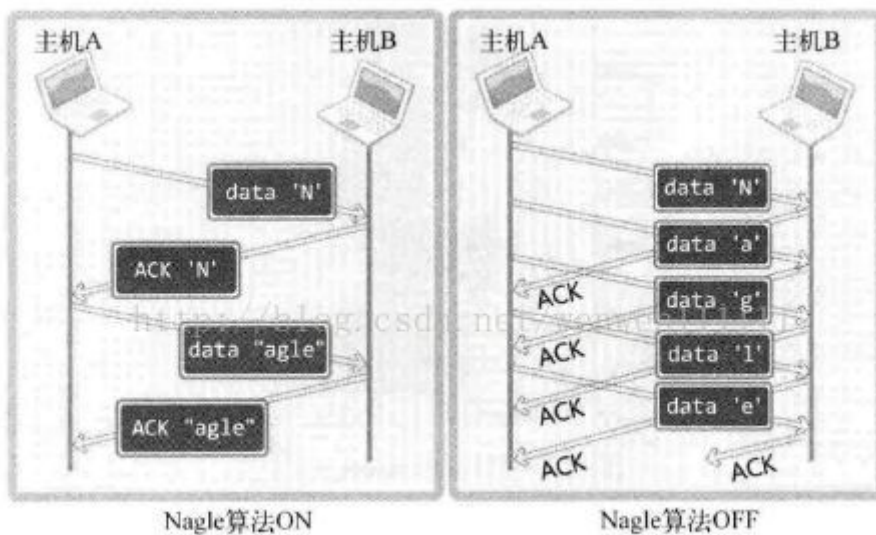 主机A
主机B
data 'N'
ACK 'N'
data "agle"
ACK "agle"
Nagle算法ON
主机A
主机B
data 'N'
data 'a'
ACK
data 'g'
ACK
data 'l'
ACK
data 'e'
ACK
ACK
Nagle算法OFF